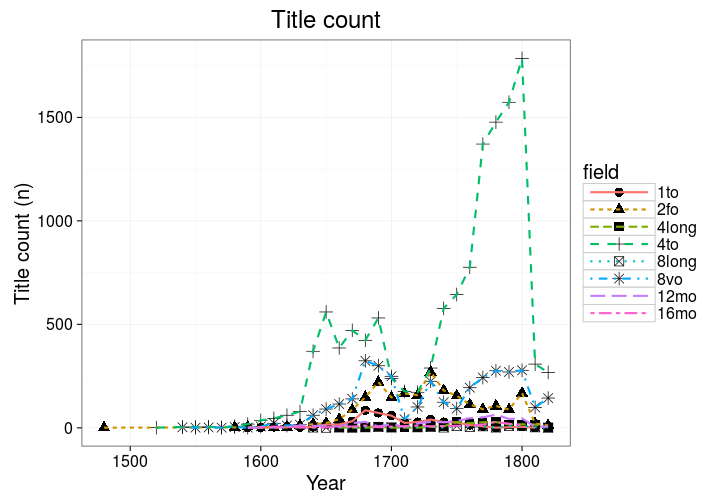 Title count
Title count (n)
1500
1000
500
0
1500
1600
1700
1800
Year
field
1to
2fo
4long
4to
8long
8vo
12mo
16mo